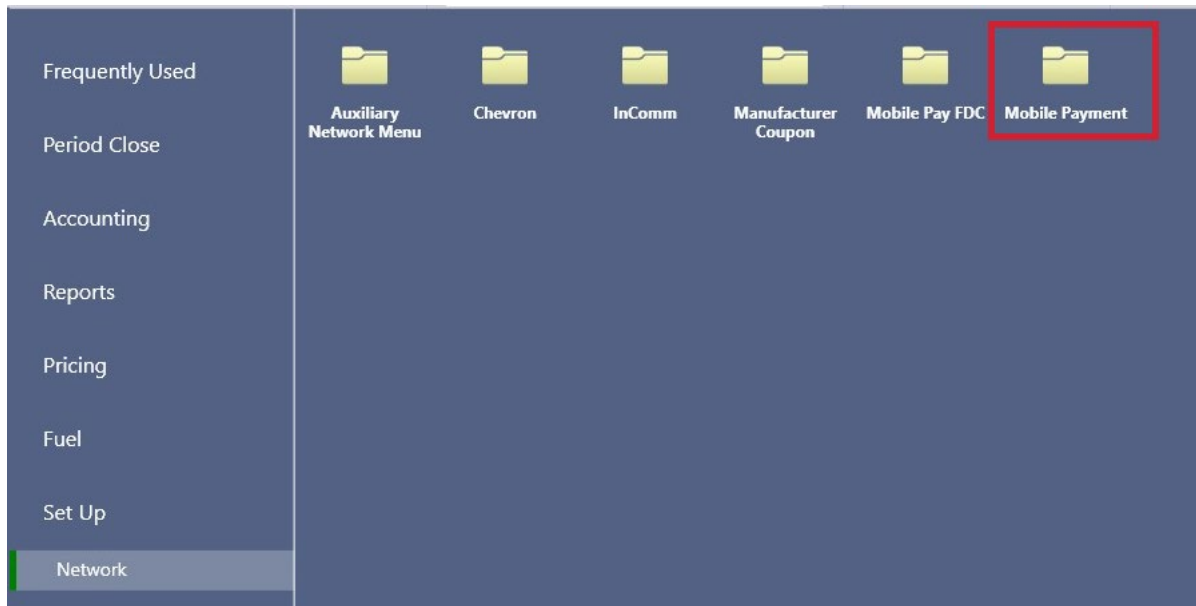 Frequently Used
Period Close
Accounting
Reports
Pricing
Fuel
Set Up
Network
Auxiliary
Network Menu
Chevron
InComm
Manufacturer
Coupon
Mobile Pay FDC
Mobile Payment